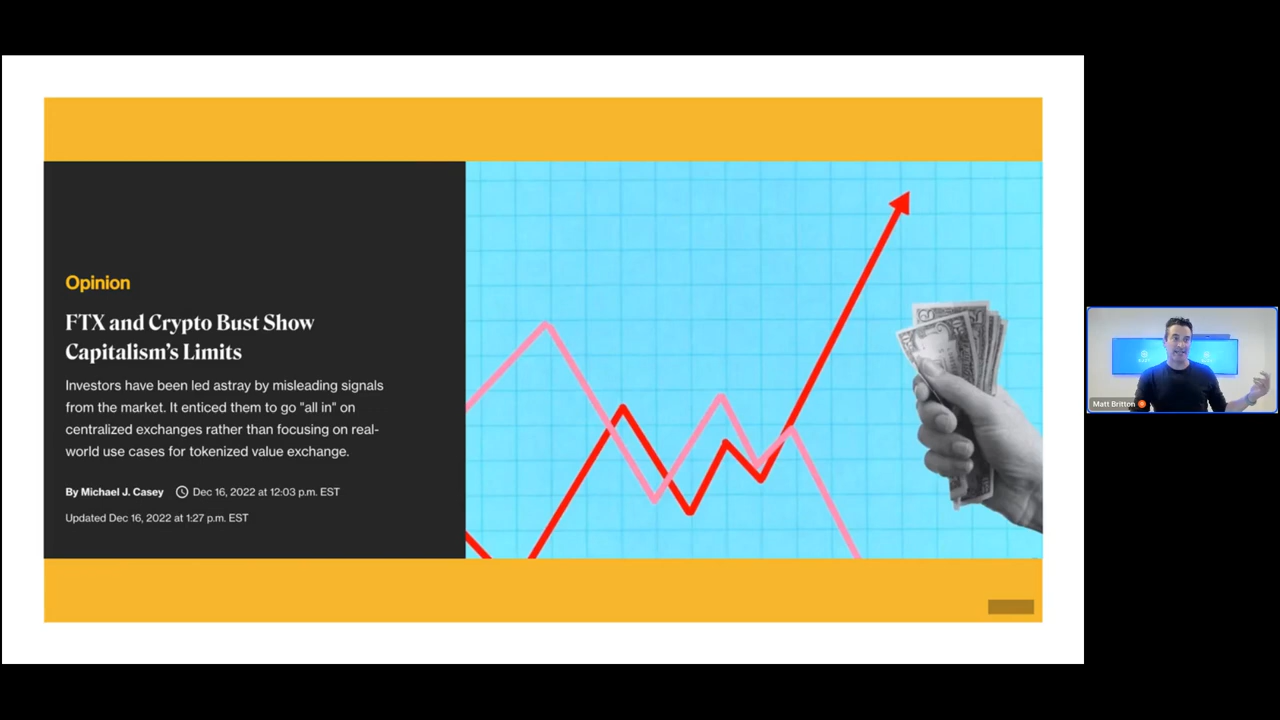 Opinion
FTX and Crypto Bust Show
Capitalism’s Limits
Investors have been led astray by misleading signals
from the market. It enticed them to go "all in" on
centralized exchanges rather than focusing on real-
world use cases for tokenized value exchange.
By Michael J. Casey Dec 16, 2022 at 12:03 p.m. EST
Updated Dec 16, 2022 at 1:27 p.m. EST
Matt Britton